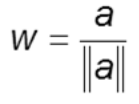 w = a / ‖a‖